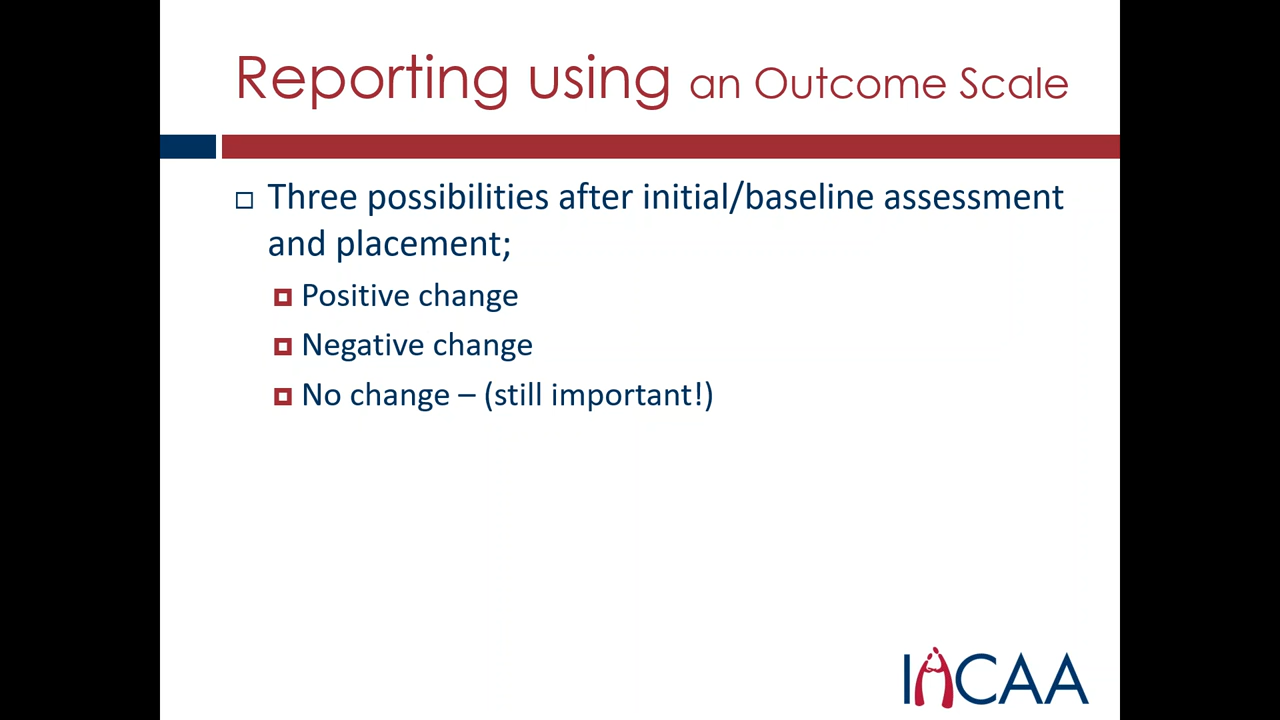 Reporting using an Outcome Scale
Three possibilities after initial/baseline assessment
and placement;
Positive change
Negative change
No change – (still important!)
IACAA